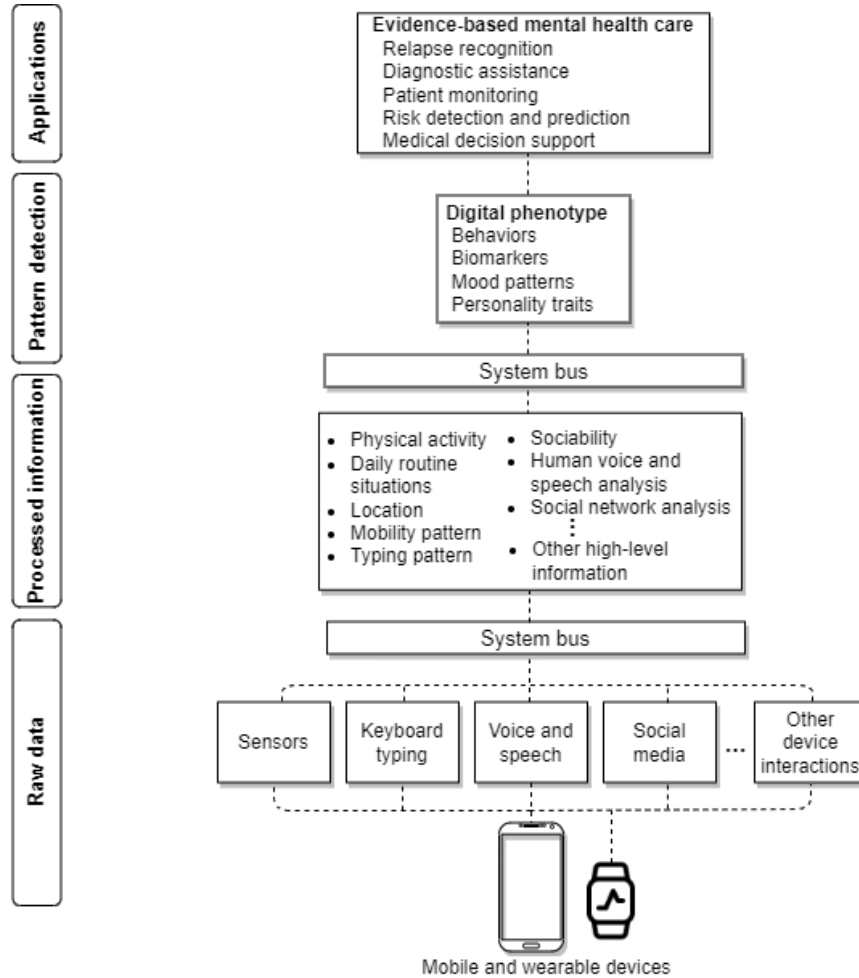 Applications
Evidence-based mental health care
Relapse recognition
Diagnostic assistance
Patient monitoring
Risk detection and prediction
Medical decision support
Pattern detection
Digital phenotype
Behaviors
Biomarkers
Mood patterns
Personality traits
System bus
Processed information
• Physical activity
• Daily routine
situations
• Location
• Mobility pattern
• Typing pattern
• Sociability
• Human voice and
speech analysis
• Social network analysis
⋮
• Other high-level
information
System bus
Raw data
Sensors
Keyboard
typing
Voice and
speech
Social
media
...
Other
device
interactions
Mobile and wearable devices